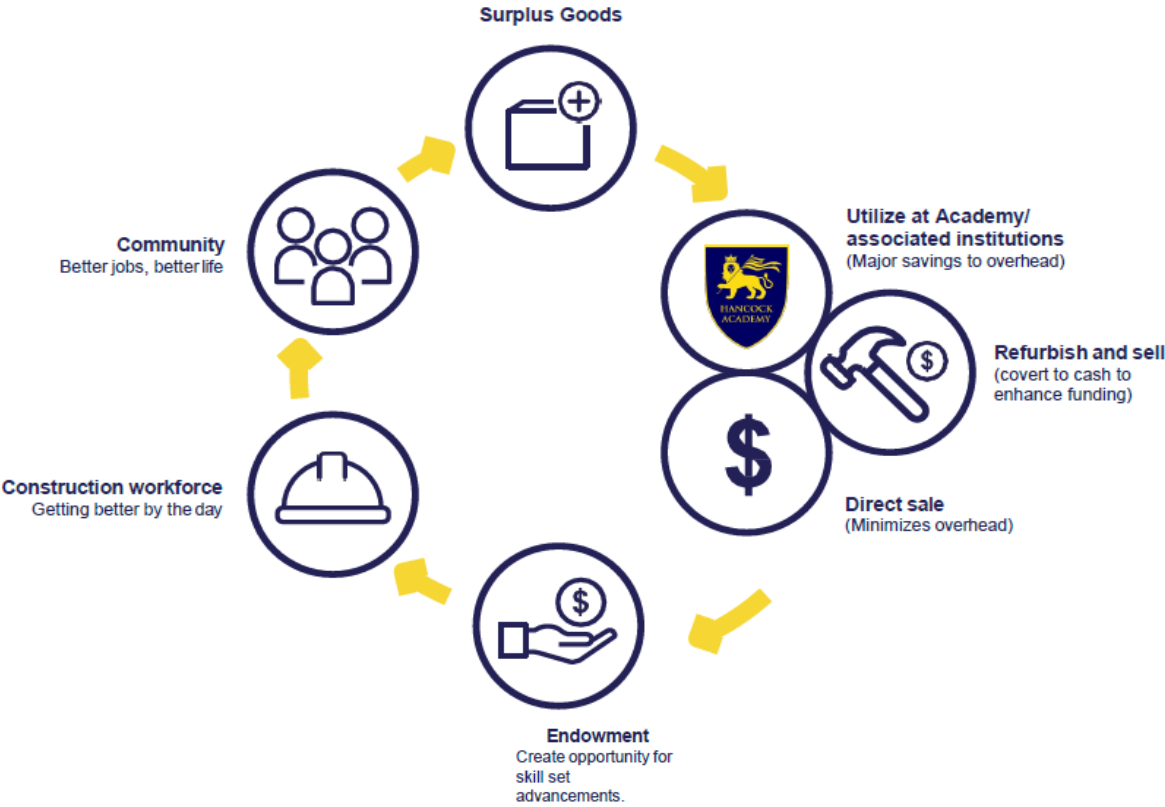 Surplus Goods
Utilize at Academy/
associated institutions
(Major savings to overhead)
HANCOCK
ACADEMY
Refurbish and sell
(covert to cash to
enhance funding)
$
$
Direct sale
(Minimizes overhead)
$
Endowment
Create opportunity for
skill set
advancements.
Construction workforce
Getting better by the day
Community
Better jobs, better life